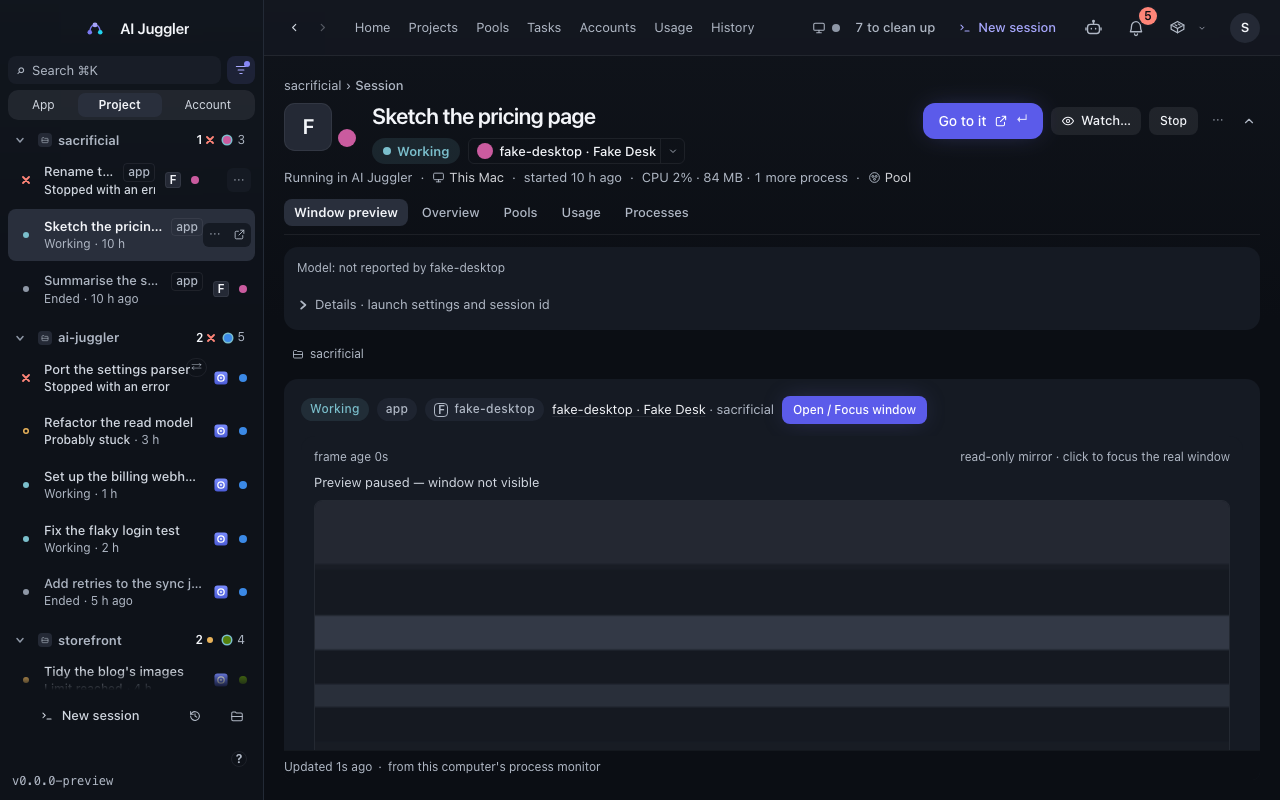 AI Juggler
Search ⌘K
App Project Account
sacrificial 1 3
Rename t... app F
Stopped with an err
Sketch the pricin... app
Working · 10 h
Summarise the s... app F
Ended · 10 h ago
ai-juggler 2 5
Port the settings parser
Stopped with an error
Refactor the read model
Probably stuck · 3 h
Set up the billing webh...
Working · 1 h
Fix the flaky login test
Working · 2 h
Add retries to the sync j...
Ended · 5 h ago
storefront 2 4
Tidy the blog's images
Limit reached · 4 h
New session
?
v0.0.0-preview
Home Projects Pools Tasks Accounts Usage History 7 to clean up New session 5 S
sacrificial › Session
F Sketch the pricing page
Working fake-desktop · Fake Desk
Go to it Watch... Stop
Running in AI Juggler · This Mac · started 10 h ago · CPU 2% · 84 MB · 1 more process · Pool
Window preview Overview Pools Usage Processes
Model: not reported by fake-desktop
Details · launch settings and session id
sacrificial
Working app F fake-desktop fake-desktop · Fake Desk · sacrificial Open / Focus window
frame age 0s read-only mirror · click to focus the real window
Preview paused — window not visible
Updated 1s ago · from this computer's process monitor